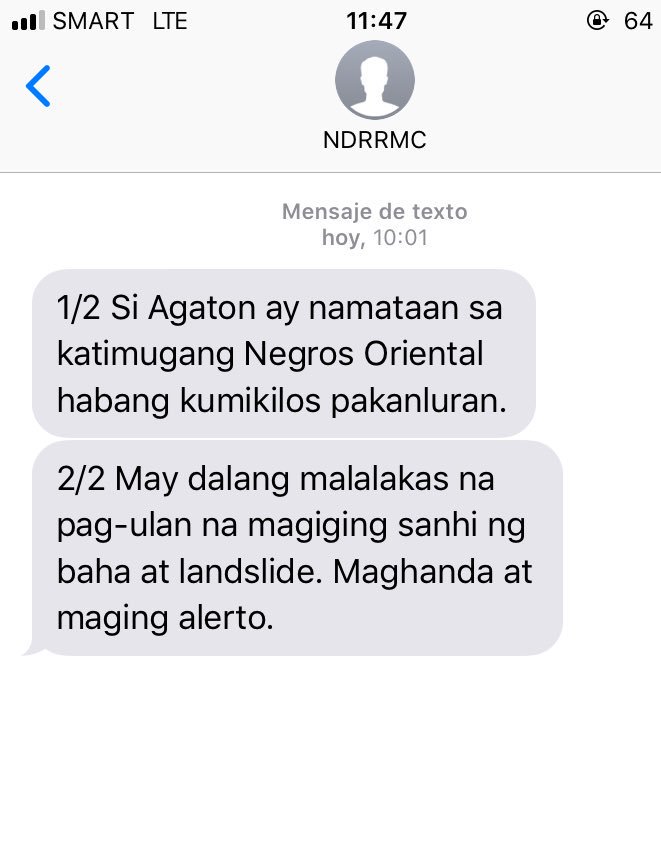 SMART LTE 11:47 64
NDRRMC
Mensaje de texto
hoy, 10:01
1/2 Si Agaton ay namataan sa
katimugang Negros Oriental
habang kumikilos pakanluran.
2/2 May dalang malalakas na
pag-ulan na magiging sanhi ng
baha at landslide. Maghanda at
maging alerto.